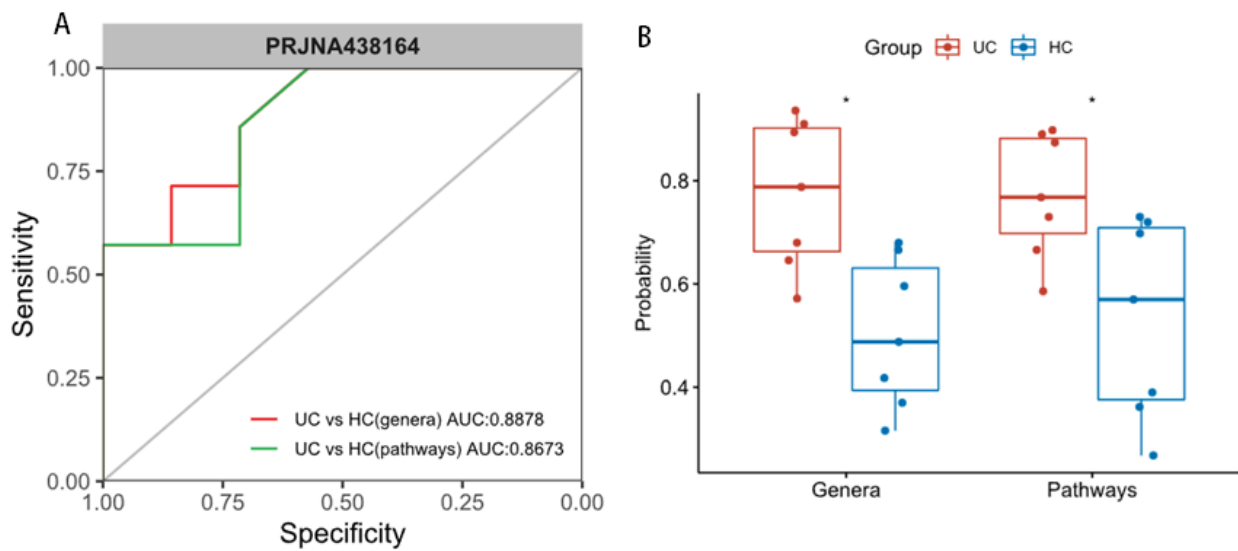 A
PRJNA438164
1.00
0.75
0.50
0.25
0.00
Sensitivity
UC vs HC(genera) AUC:0.8878
UC vs HC(pathways) AUC:0.8673
1.00 0.75 0.50 0.25 0.00
Specificity
B
Group UC HC
* *
0.8
0.6
0.4
Probability
Genera Pathways